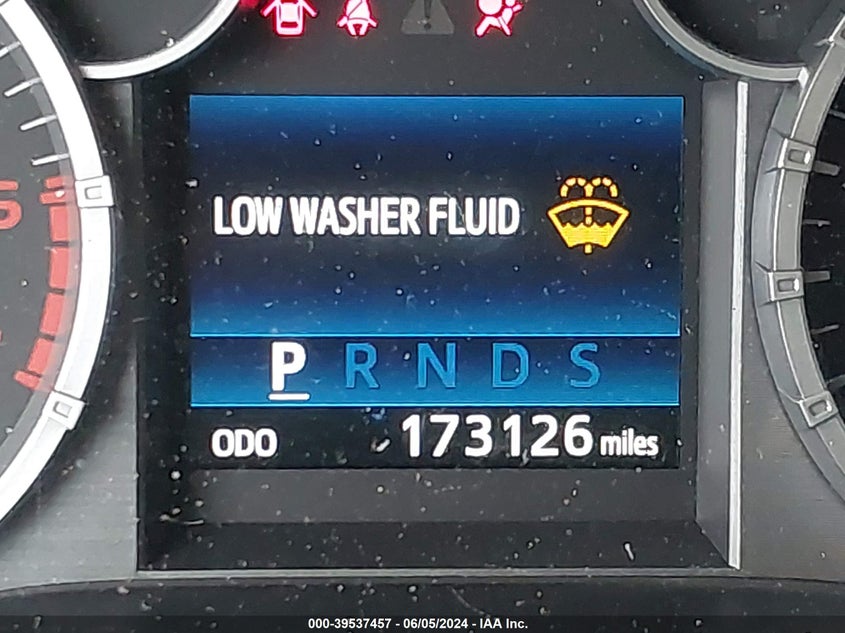 LOW WASHER FLUID
P R N D S
ODO 173126 miles
000-39537457 - 06/05/2024 - IAA Inc.